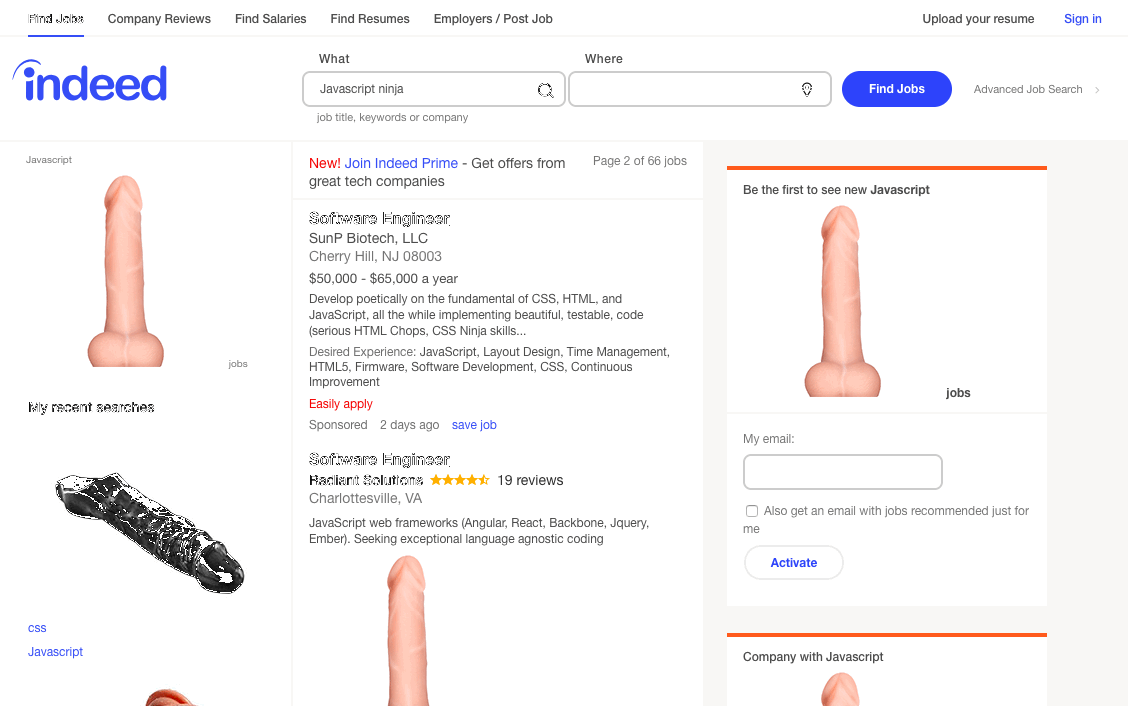 Find Jobs
Company Reviews
Find Salaries
Find Resumes
Employers / Post Job
Upload your resume
Sign in
indeed
What
Where
Javascript ninja
Find Jobs
Advanced Job Search
job title, keywords or company
Javascript
jobs
My recent searches
css
Javascript
New! Join Indeed Prime - Get offers from
great tech companies
Page 2 of 66 jobs
Software Engineer
SunP Biotech, LLC
Cherry Hill, NJ 08003
$50,000 - $65,000 a year
Develop poetically on the fundamental of CSS, HTML, and
JavaScript, all the while implementing beautiful, testable, code
(serious HTML Chops, CSS Ninja skills...
Desired Experience: JavaScript, Layout Design, Time Management,
HTML5, Firmware, Software Development, CSS, Continuous
Improvement
Easily apply
Sponsored 2 days ago save job
Software Engineer
Radiant Solutions 19 reviews
Charlottesville, VA
JavaScript web frameworks (Angular, React, Backbone, Jquery,
Ember). Seeking exceptional language agnostic coding
Be the first to see new Javascript
jobs
My email:
Also get an email with jobs recommended just for
me
Activate
Company with Javascript